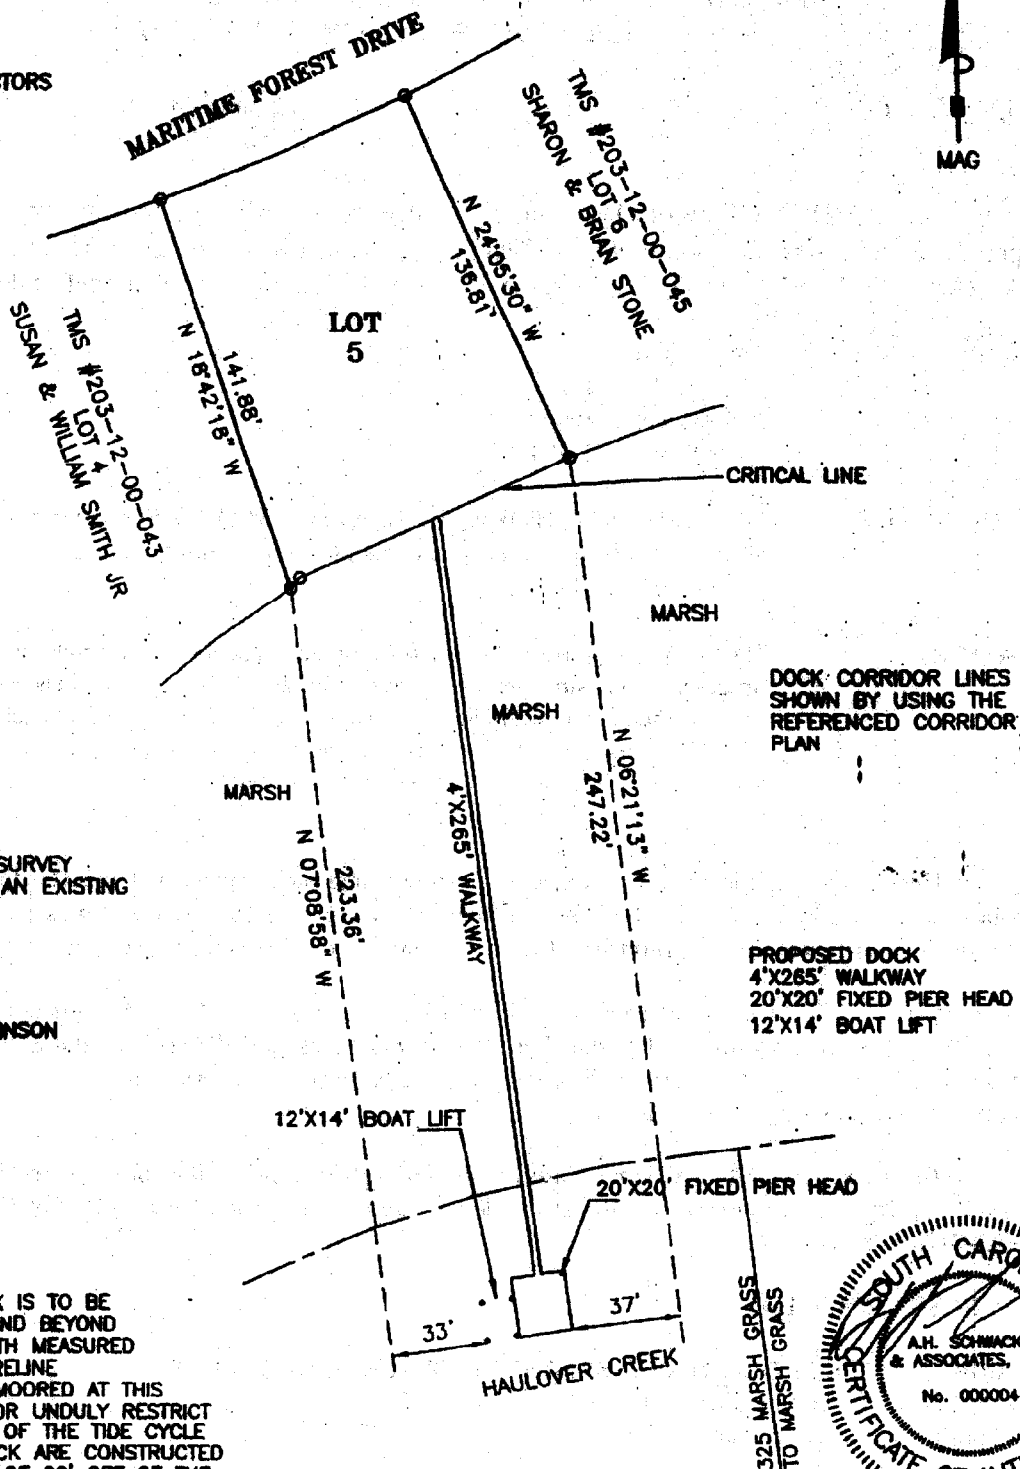 STORS
MARITIME FOREST DRIVE
MAG
TMS #203-12-00-045
LOT 6
SHARON & BRIAN STONE
N 24°05'30" W
136.81'
LOT
5
141.88'
N 18°42'18" W
TMS #203-12-00-043
LOT 4
SUSAN & WILLIAM SMITH JR
CRITICAL LINE
MARSH
MARSH
MARSH
DOCK CORRIDOR LINES
SHOWN BY USING THE
REFERENCED CORRIDOR
PLAN
N 06°21'13" W
247.22'
4'X265' WALKWAY
223.36'
N 07°08'58" W
SURVEY
AN EXISTING
PROPOSED DOCK
4'X265' WALKWAY
20'X20' FIXED PIER HEAD
12'X14' BOAT LIFT
NSON
12'X14' BOAT LIFT
20'X20' FIXED PIER HEAD
33'
37'
HAULOVER CREEK
K IS TO BE
ND BEYOND
TH MEASURED
RELINE
MOORED AT THIS
OR UNDULY RESTRICT
OF THE TIDE CYCLE
CK ARE CONSTRUCTED
325 MARSH GRASS
TO MARSH GRASS
SOUTH CARO
A.H. SCHWACK
& ASSOCIATES,
No. 000004
CERTIFICATE